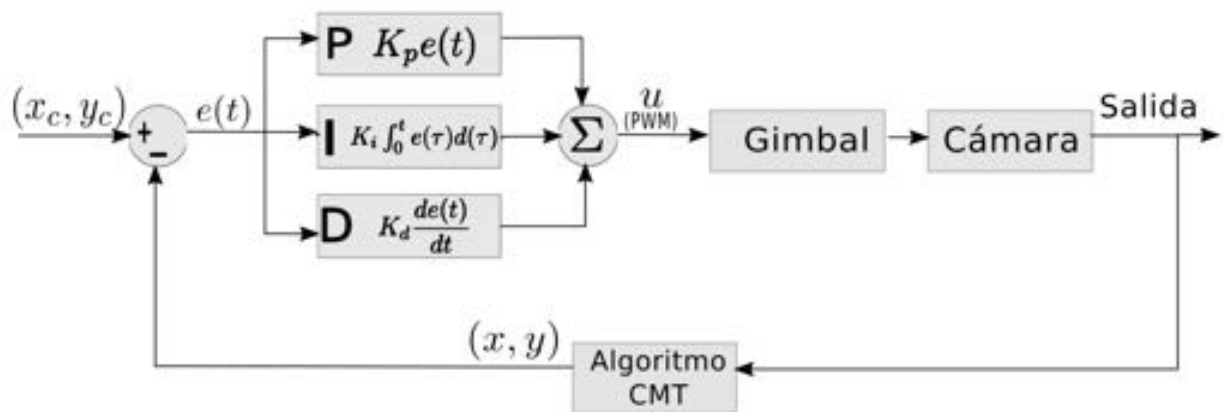 (x_c, y_c)
+
−
e(t)
P K_p e(t)
I K_i ∫_0^t e(τ)d(τ)
D K_d de(t)/dt
Σ
u
(PWM)
Gimbal
Cámara
Salida
(x, y)
Algoritmo
CMT